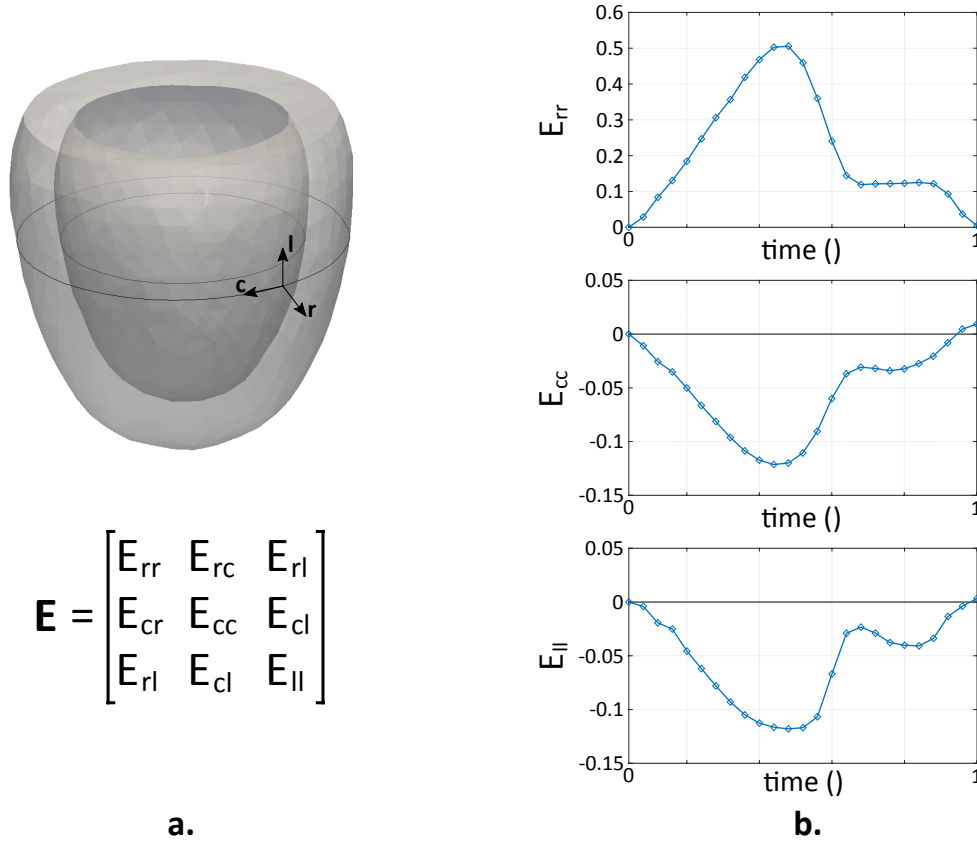 l
c
r
E = [E_rr E_rc E_rl
E_cr E_cc E_cl
E_rl E_cl E_ll]
a.
0.6
0.5
0.4
0.3
0.2
0.1
0
E_rr
0
1
time ()
0.05
0
-0.05
-0.1
-0.15
E_cc
0
1
time ()
0.05
0
-0.05
-0.1
-0.15
E_ll
0
1
time ()
b.